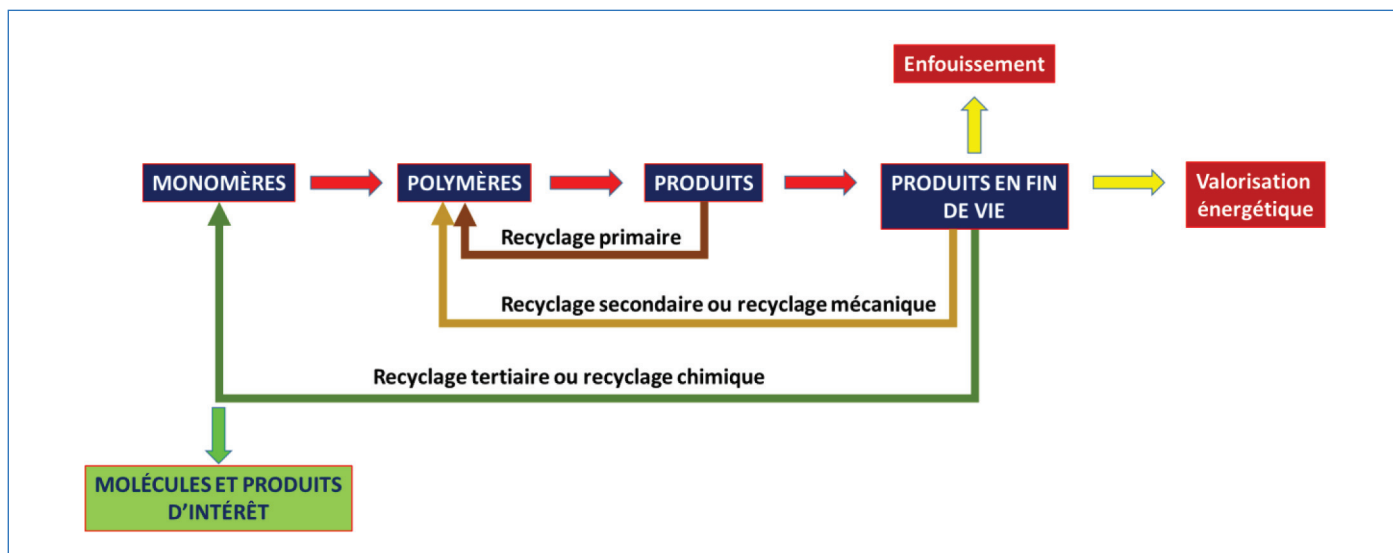 Enfouissement
MONOMÈRES
POLYMÈRES
PRODUITS
PRODUITS EN FIN
DE VIE
Valorisation
énergétique
Recyclage primaire
Recyclage secondaire ou recyclage mécanique
Recyclage tertiaire ou recyclage chimique
MOLÉCULES ET PRODUITS
D’INTÉRÊT